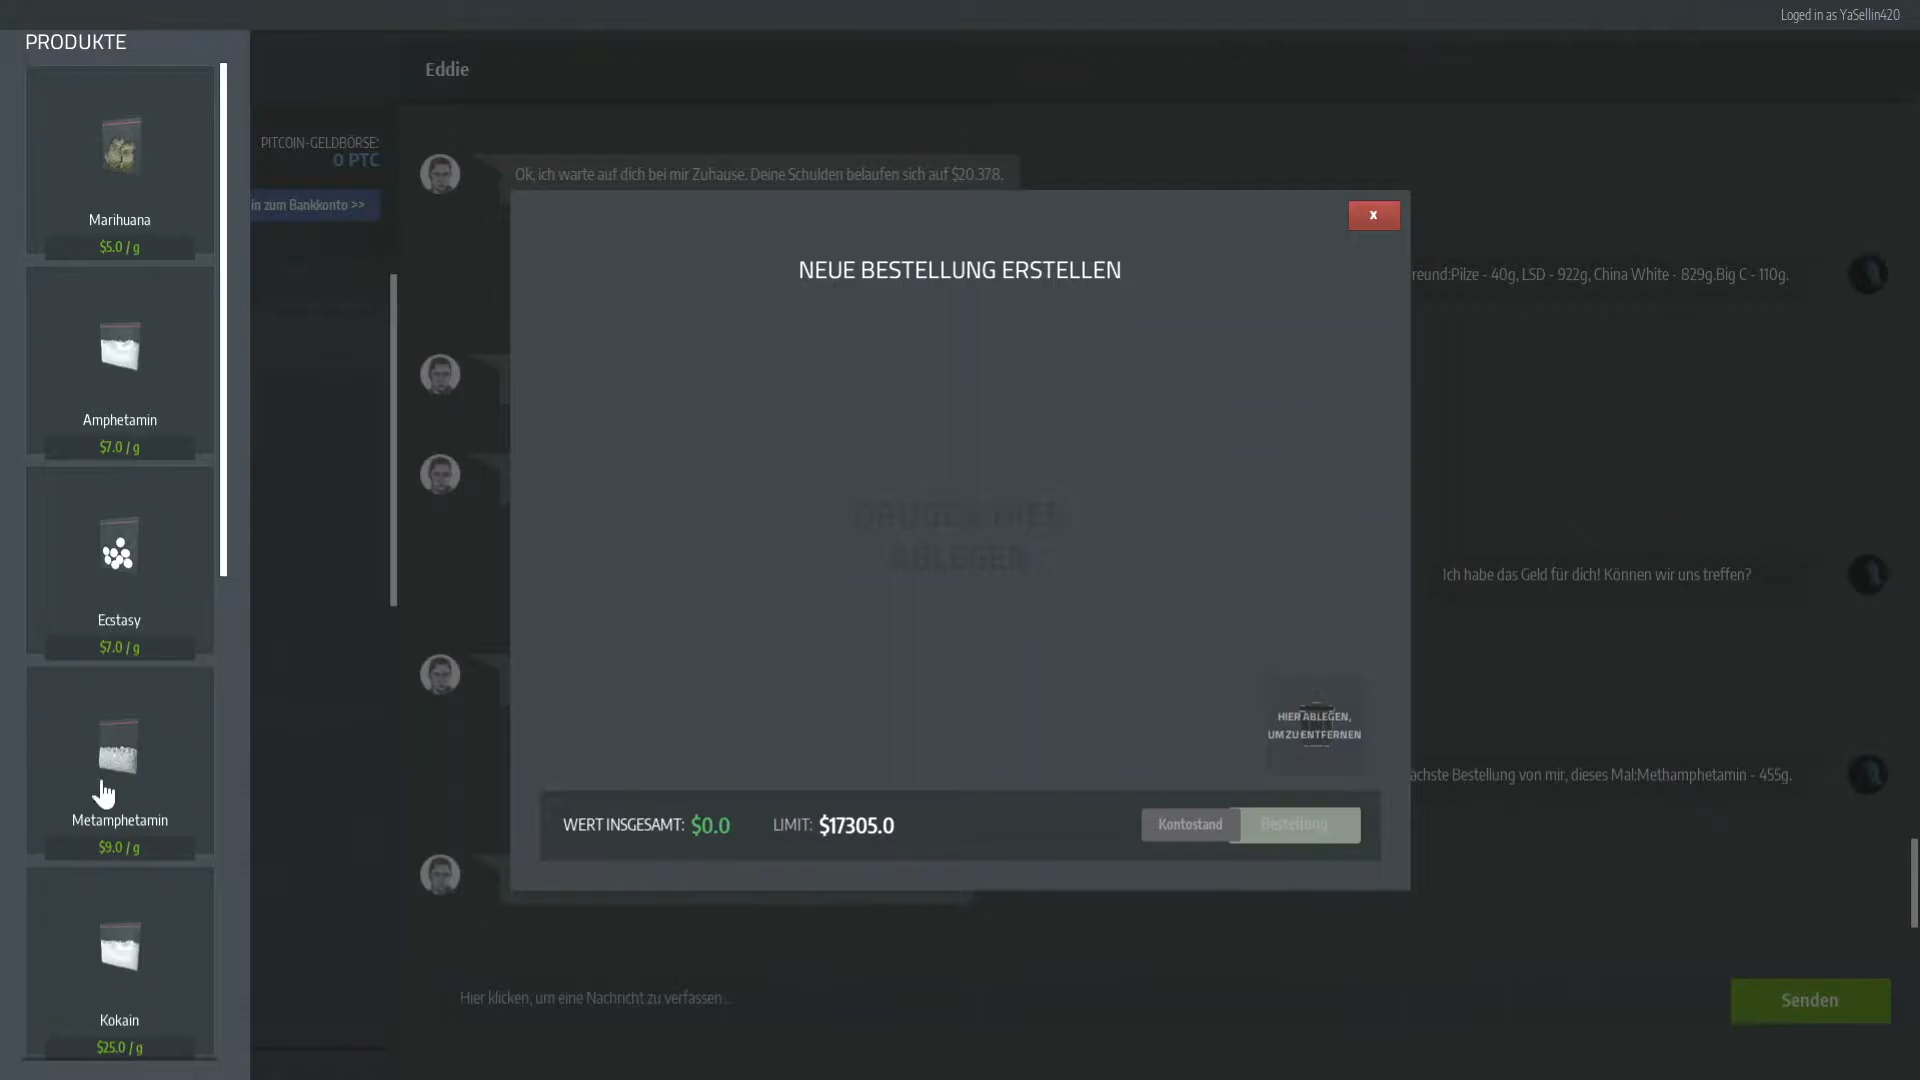 Loged in as YaSellin420
PRODUKTE
Marihuana
$5.0 / g
Amphetamin
$7.0 / g
Ecstasy
$7.0 / g
Metamphetamin
$9.0 / g
Kokain
$25.0 / g
PITCOIN-GELDBÖRSE:
0 PTC
in zum Bankkonto >>
Eddie
Ok, ich warte auf dich bei mir Zuhause. Deine Schulden belaufen sich auf $20.378.
reund:Pilze - 40g, LSD - 922g, China White - 829g.Big C - 110g.
Ich habe das Geld für dich! Können wir uns treffen?
ächste Bestellung von mir, dieses Mal:Methamphetamin - 455g.
x
NEUE BESTELLUNG ERSTELLEN
DROGEN HIER
ABLEGEN
HIER ABLEGEN,
UM ZU ENTFERNEN
WERT INSGESAMT: $0.0 LIMIT: $17305.0
Kontostand
Bestellung
Hier klicken, um eine Nachricht zu verfassen...
Senden